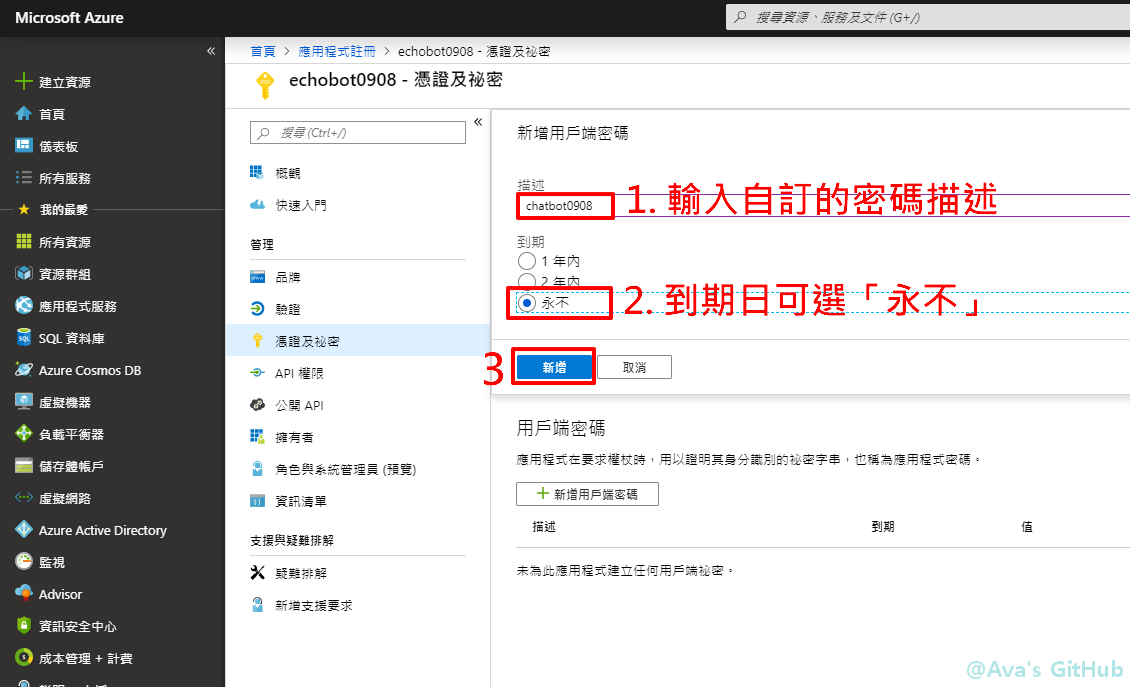 Microsoft Azure
搜尋資源、服務及文件 (G+/)
«
建立資源
首頁
儀表板
所有服務
我的最愛
所有資源
資源群組
應用程式服務
SQL 資料庫
Azure Cosmos DB
虛擬機器
負載平衡器
儲存體帳戶
虛擬網路
Azure Active Directory
監視
Advisor
資訊安全中心
成本管理 + 計費
首頁 > 應用程式註冊 > echobot0908 - 憑證及祕密
echobot0908 - 憑證及祕密
搜尋 (Ctrl+/)
«
概觀
快速入門
管理
品牌
驗證
憑證及祕密
API 權限
公開 API
擁有者
角色與系統管理員 (預覽)
資訊清單
支援與疑難排解
疑難排解
新增支援要求
新增用戶端密碼
描述
chatbot0908
1. 輸入自訂的密碼描述
到期
1 年內
2 年內
永不
2. 到期日可選「永不」
3
新增
取消
用戶端密碼
應用程式在要求權杖時，用以證明其身分識別的祕密字串，也稱為應用程式密碼。
新增用戶端密碼
描述 到期 值
未為此應用程式建立任何用戶端祕密。
@Ava's GitHub